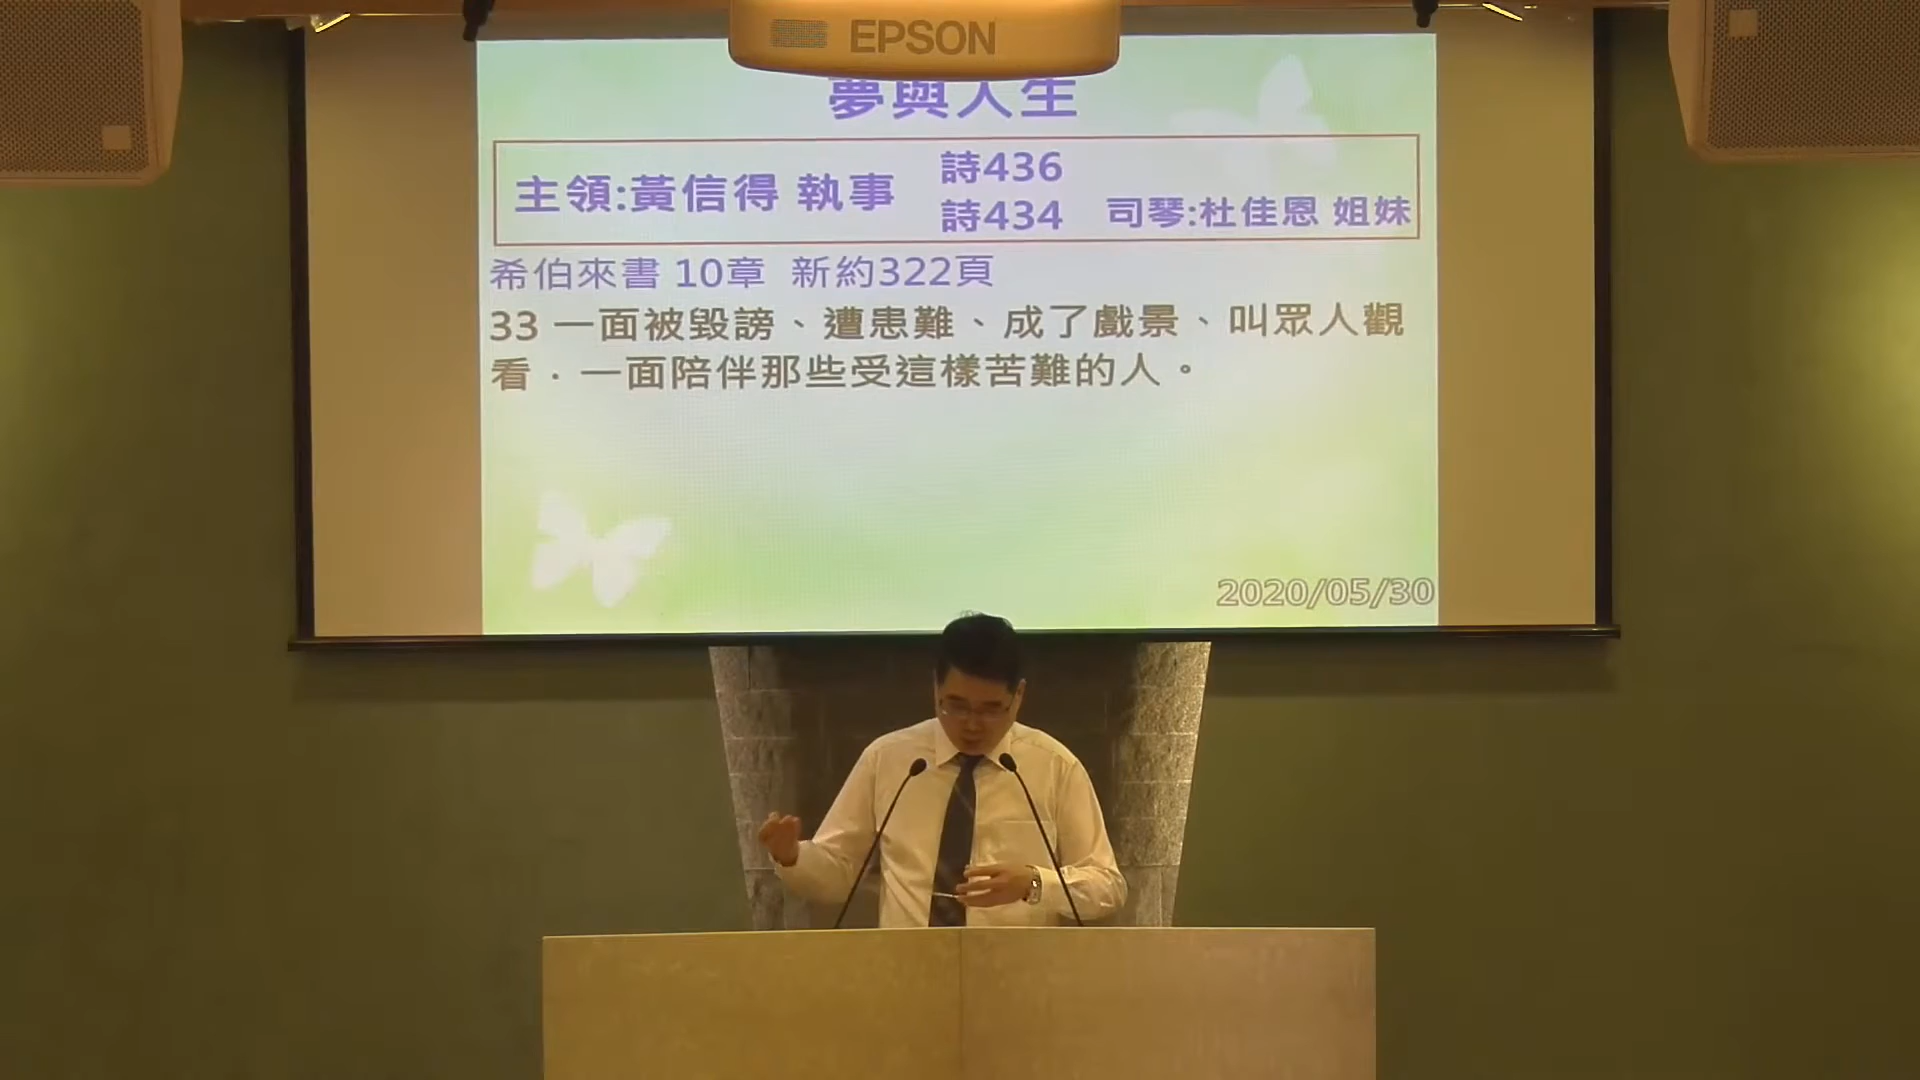 EPSON
夢與人生
主領:黃信得 執事
詩436
詩434
司琴:杜佳恩 姐妹
希伯來書 10章 新約322頁
33 一面被毀謗、遭患難、成了戲景、叫眾人觀
看．一面陪伴那些受這樣苦難的人。
2020/05/30